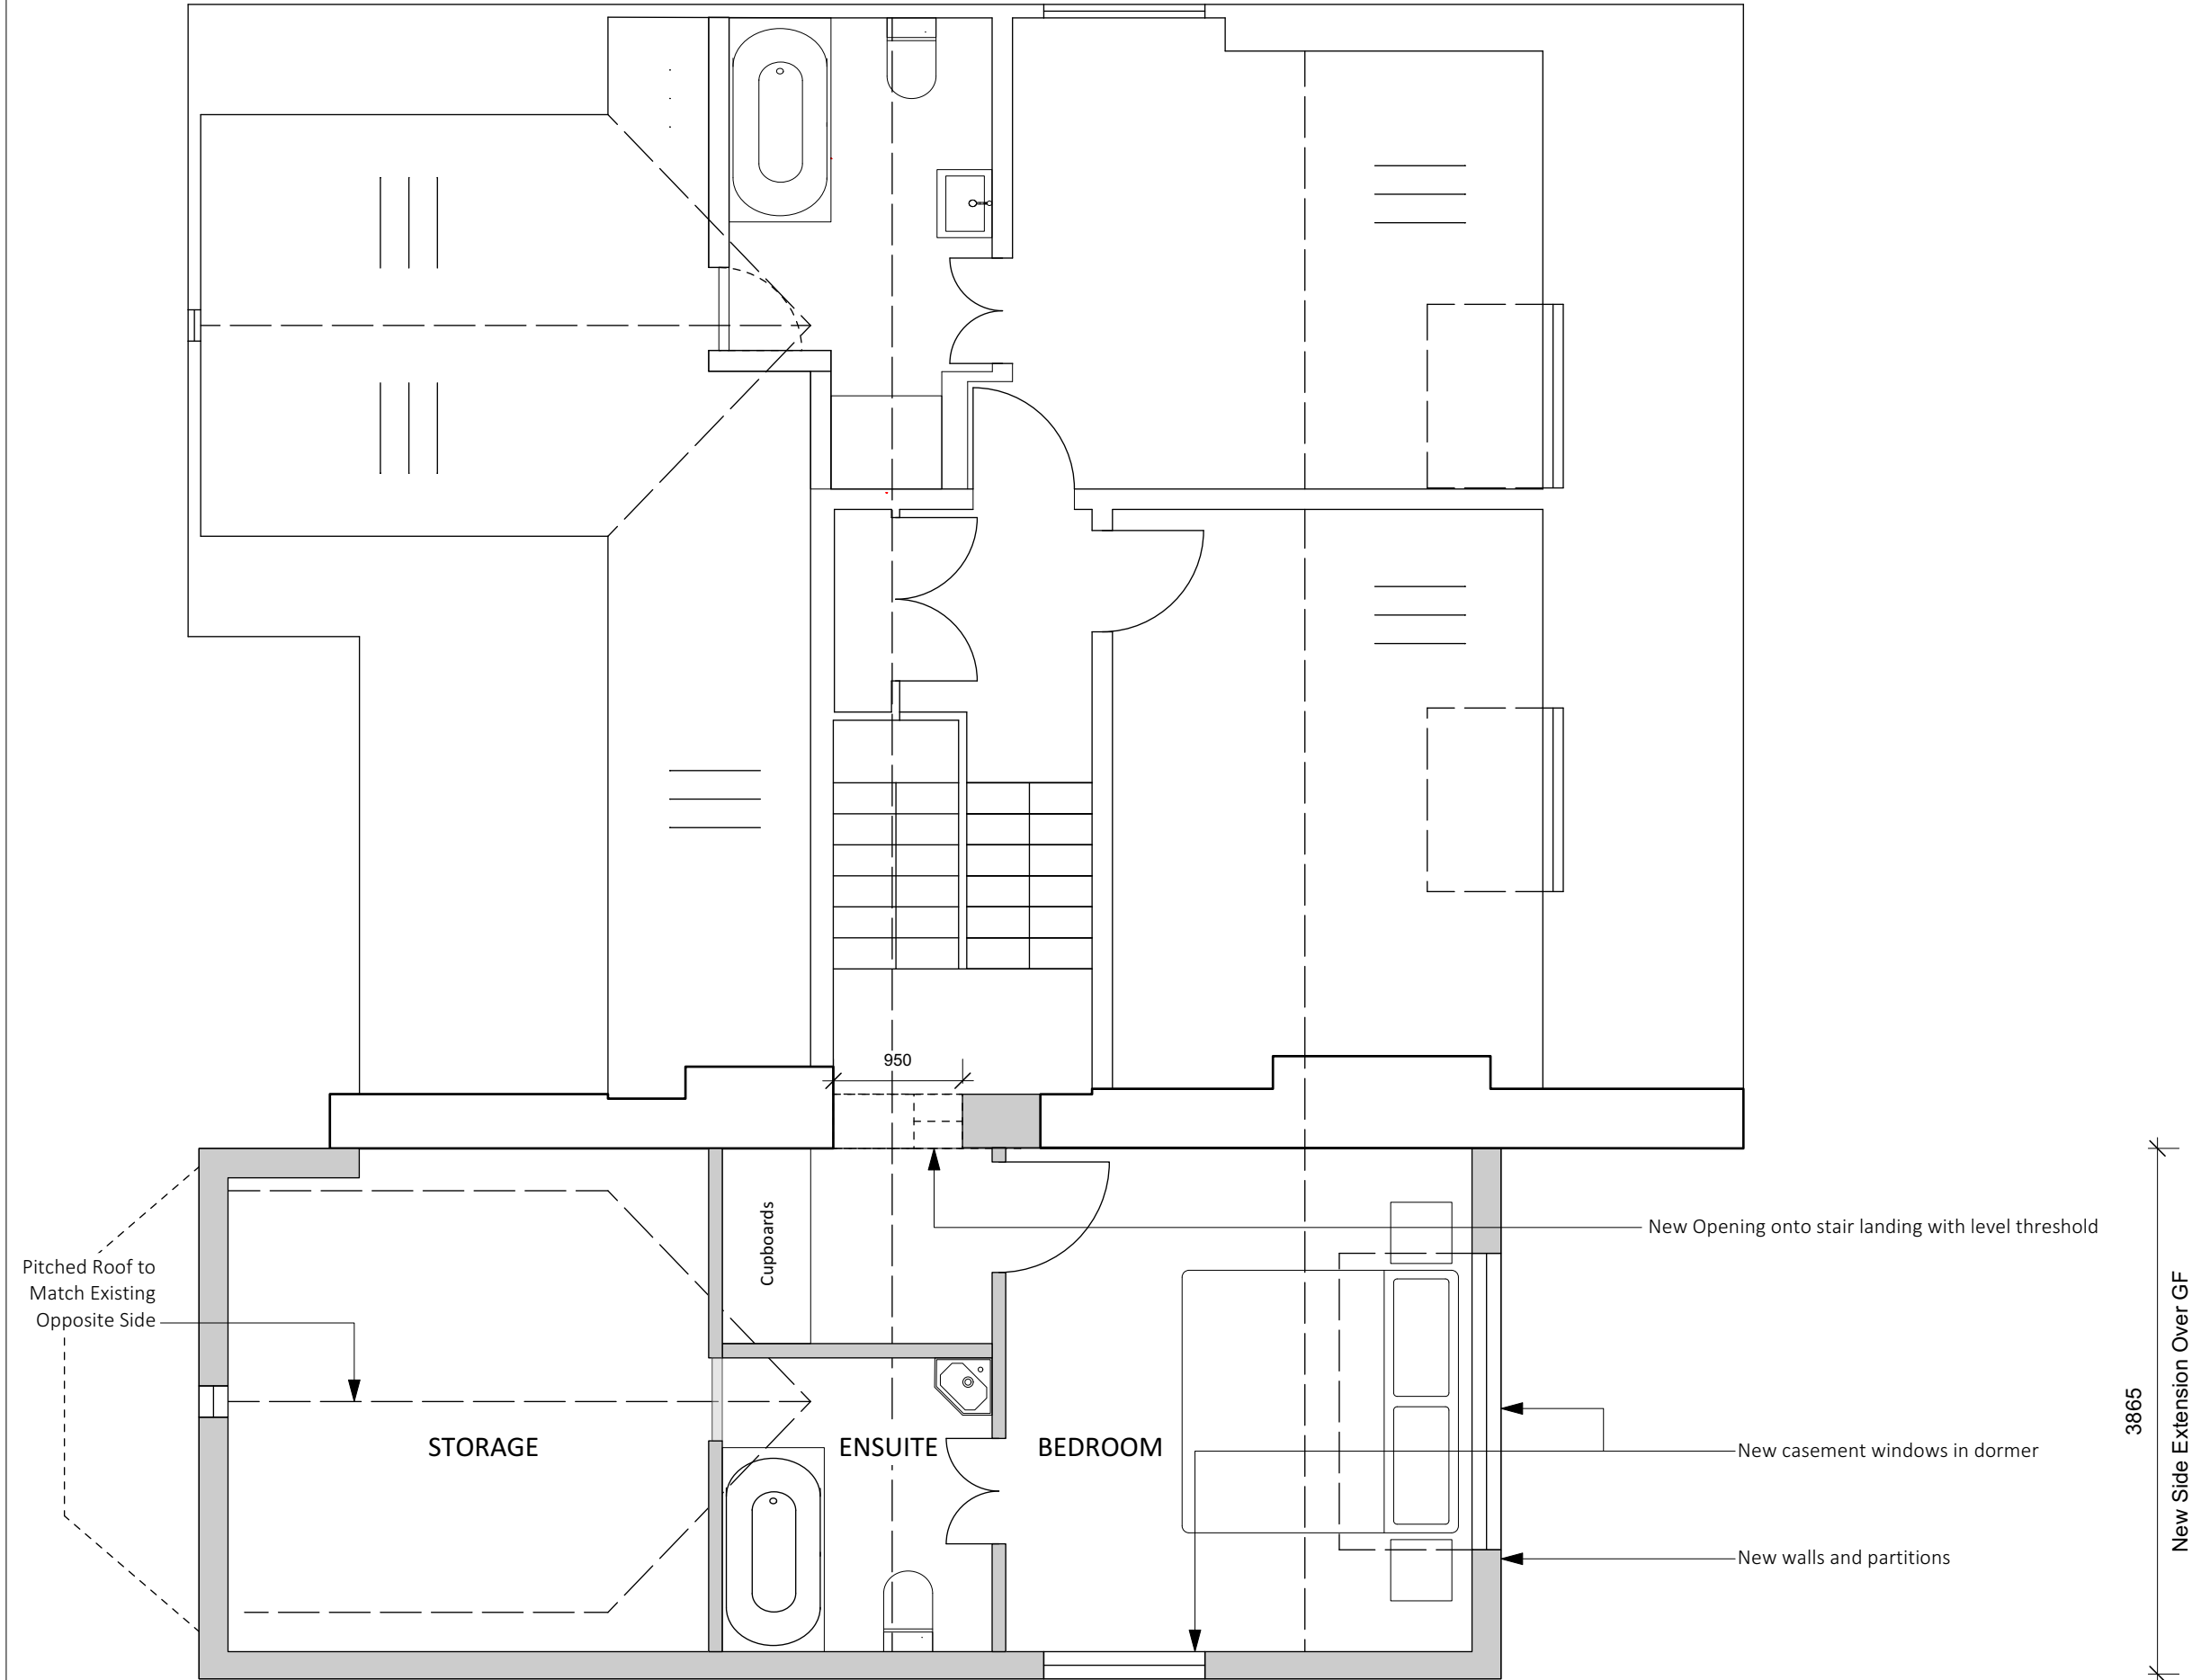 950
Cupboards
New Opening onto stair landing with level threshold
Pitched Roof to
Match Existing
Opposite Side
STORAGE
ENSUITE
BEDROOM
New casement windows in dormer
New walls and partitions
3865
New Side Extension Over GF